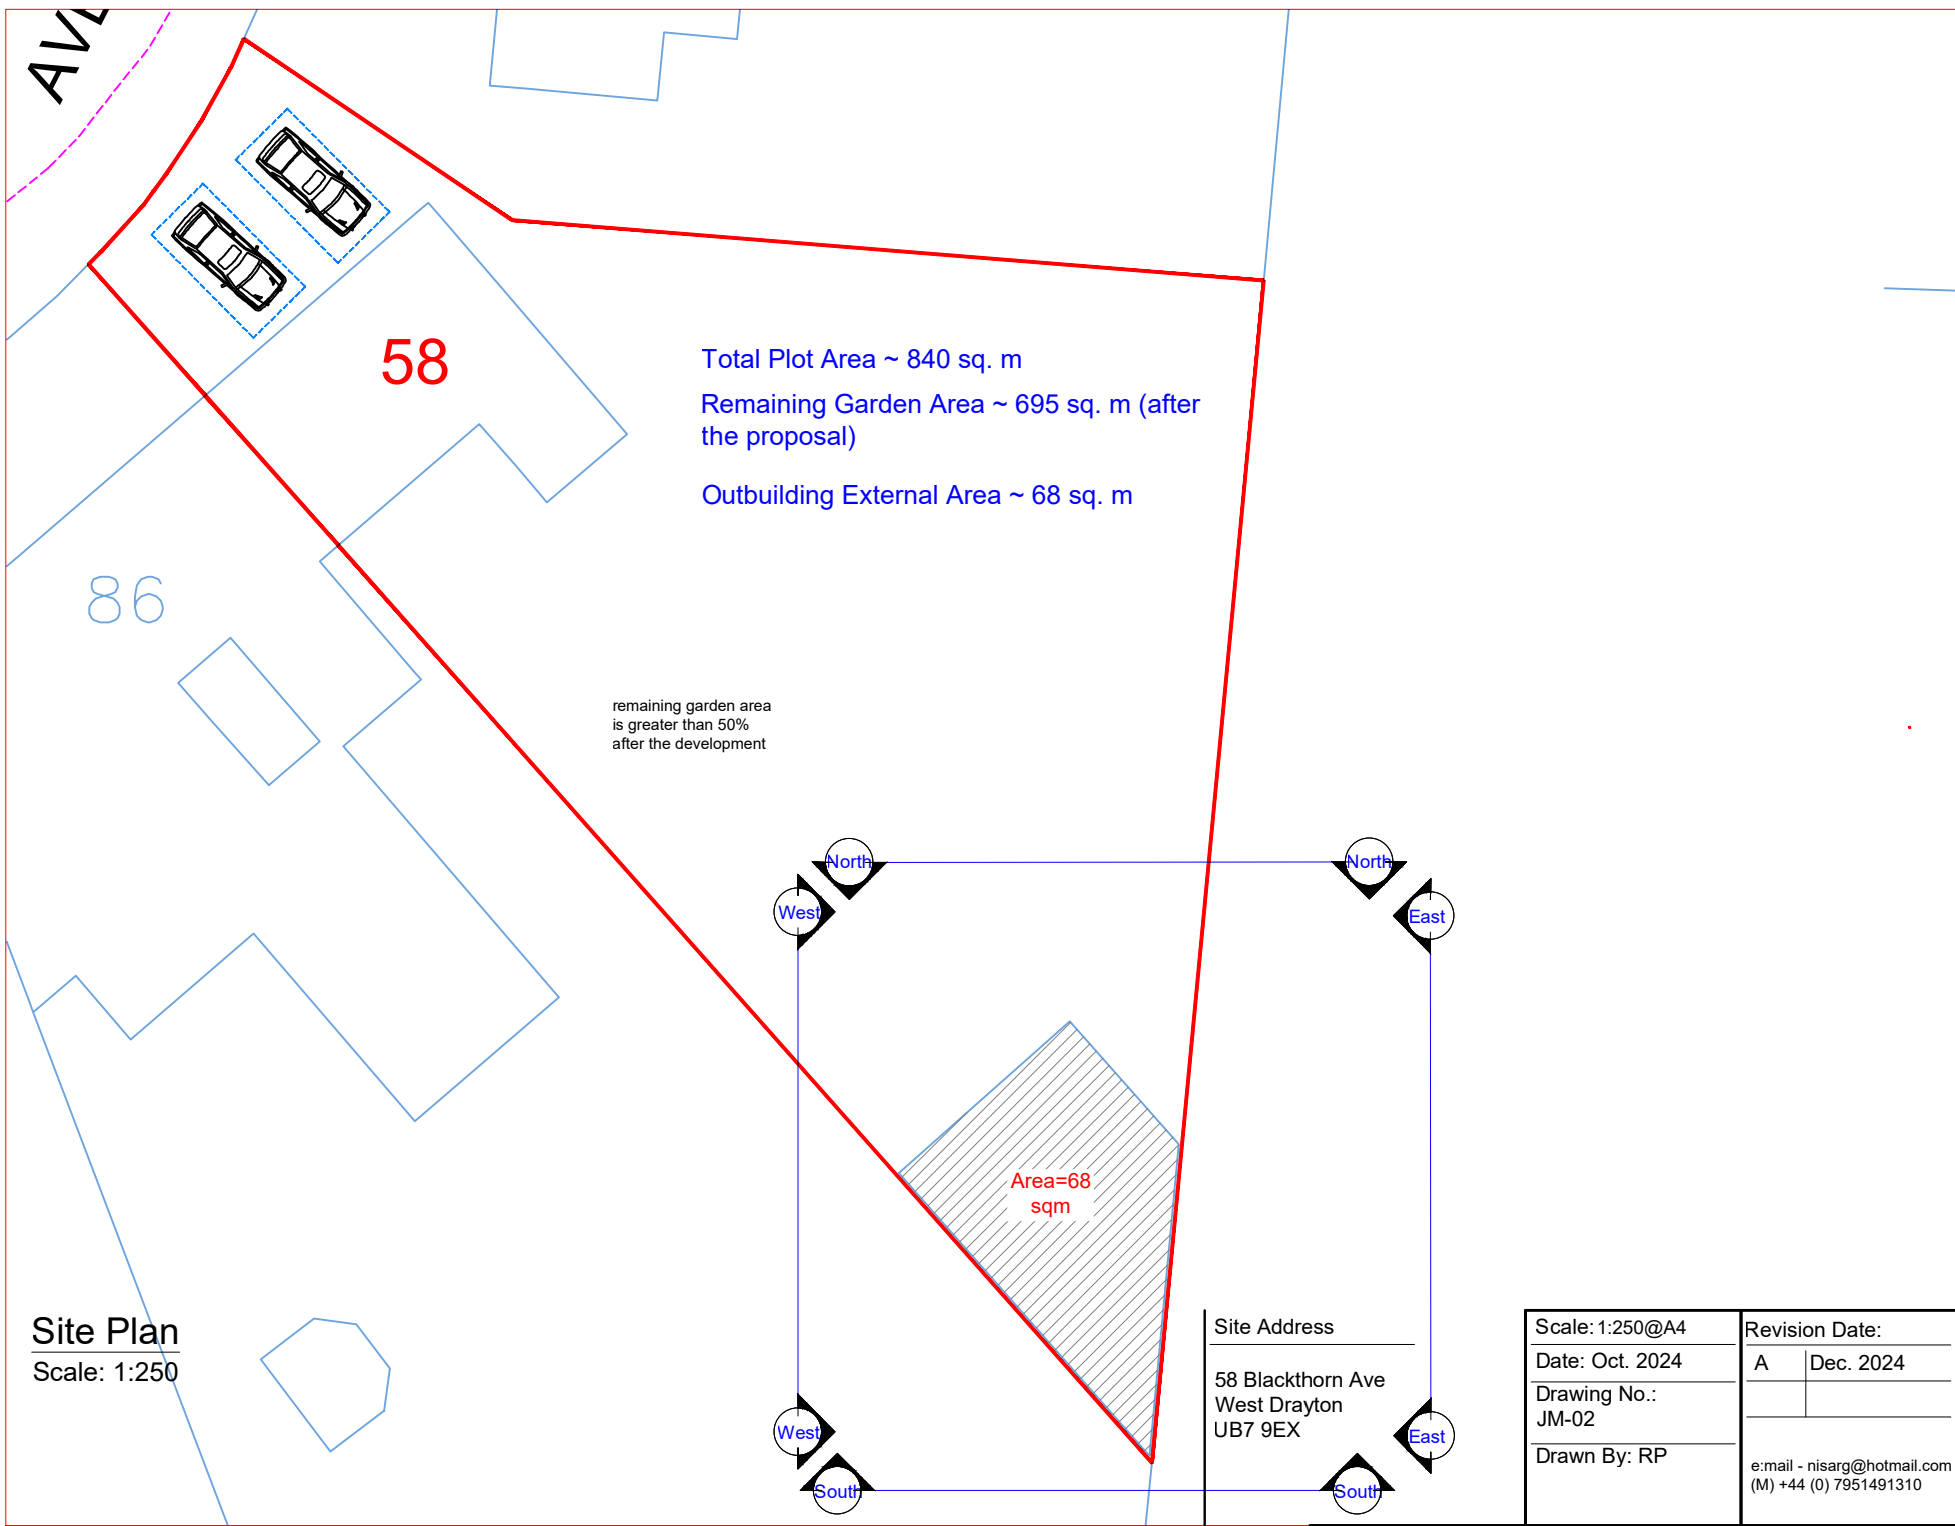 AVE
58
Total Plot Area ~ 840 sq. m
Remaining Garden Area ~ 695 sq. m (after
the proposal)
Outbuilding External Area ~ 68 sq. m
86
remaining garden area
is greater than 50%
after the development
North
North
West
East
Area=68
sqm
West
East
South
South
Site Plan
Scale: 1:250
Site Address
58 Blackthorn Ave
West Drayton
UB7 9EX
Scale: 1:250@A4
Date: Oct. 2024
Drawing No.:
JM-02
Drawn By: RP
Revision Date:
A Dec. 2024
e:mail - nisarg@hotmail.com
(M) +44 (0) 7951491310